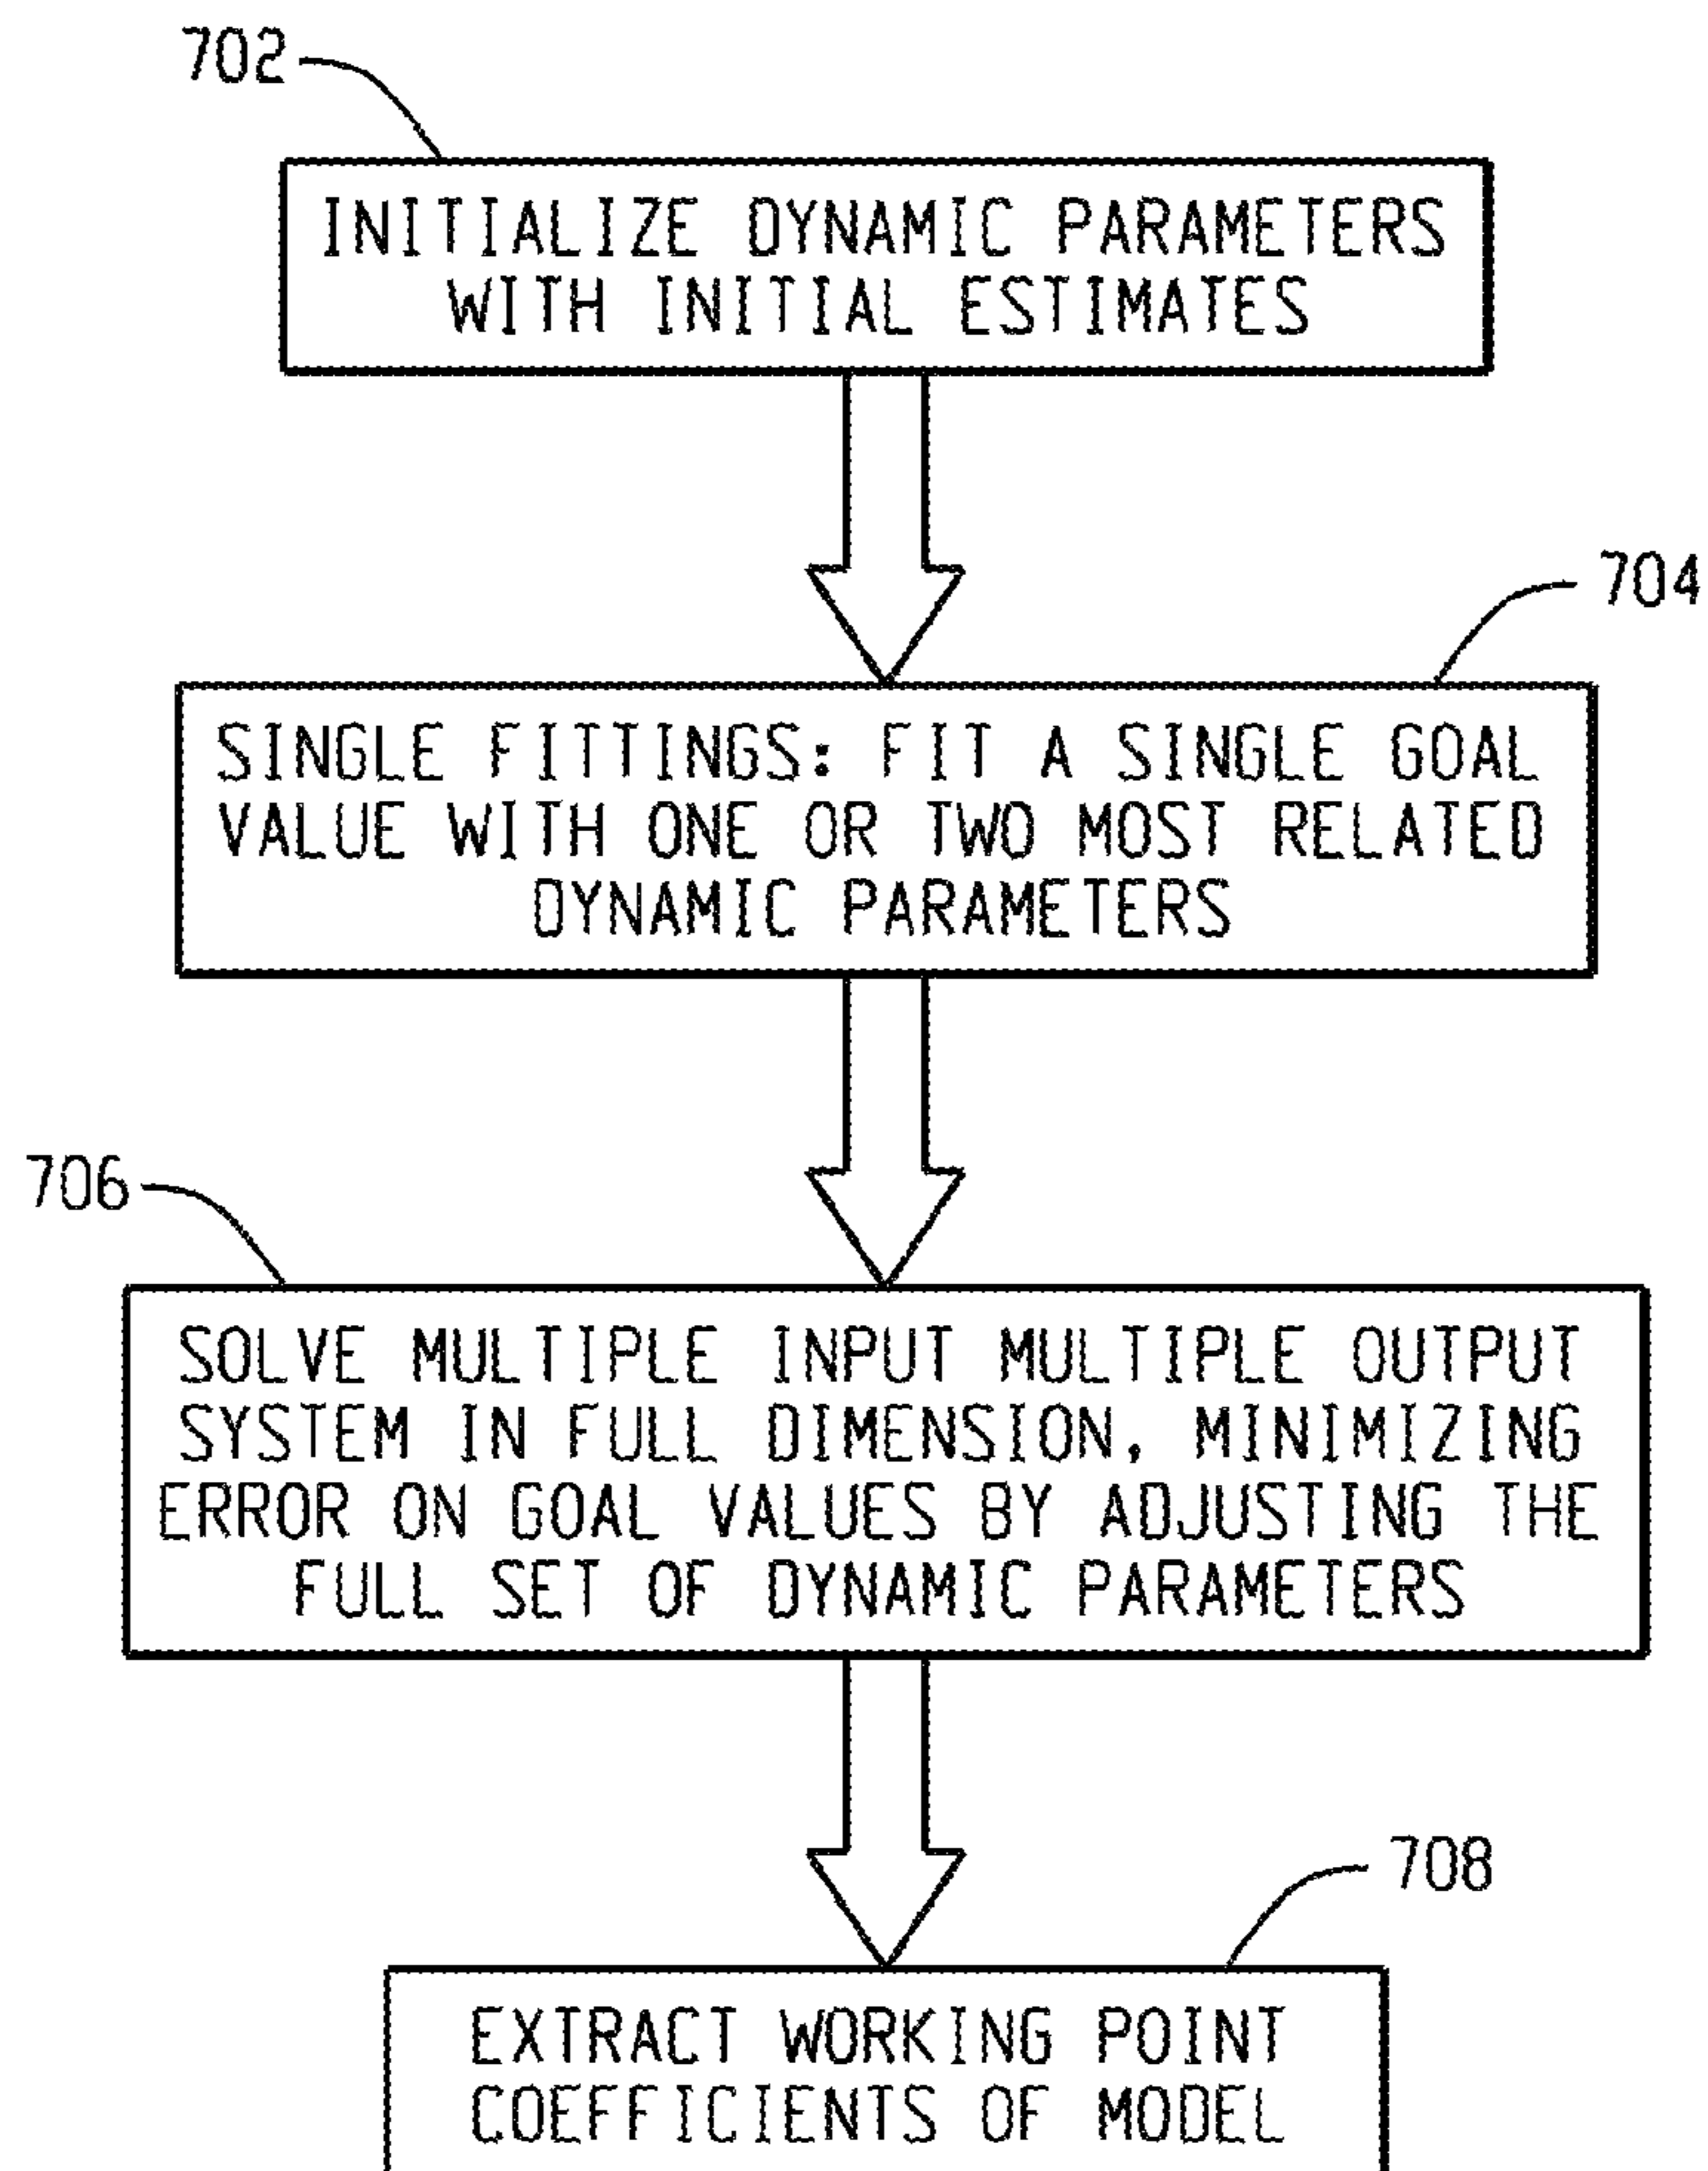 702
INITIALIZE DYNAMIC PARAMETERS
WITH INITIAL ESTIMATES
704
SINGLE FITTINGS: FIT A SINGLE GOAL
VALUE WITH ONE OR TWO MOST RELATED
DYNAMIC PARAMETERS
706
SOLVE MULTIPLE INPUT MULTIPLE OUTPUT
SYSTEM IN FULL DIMENSION, MINIMIZING
ERROR ON GOAL VALUES BY ADJUSTING THE
FULL SET OF DYNAMIC PARAMETERS
708
EXTRACT WORKING POINT
COEFFICIENTS OF MODEL